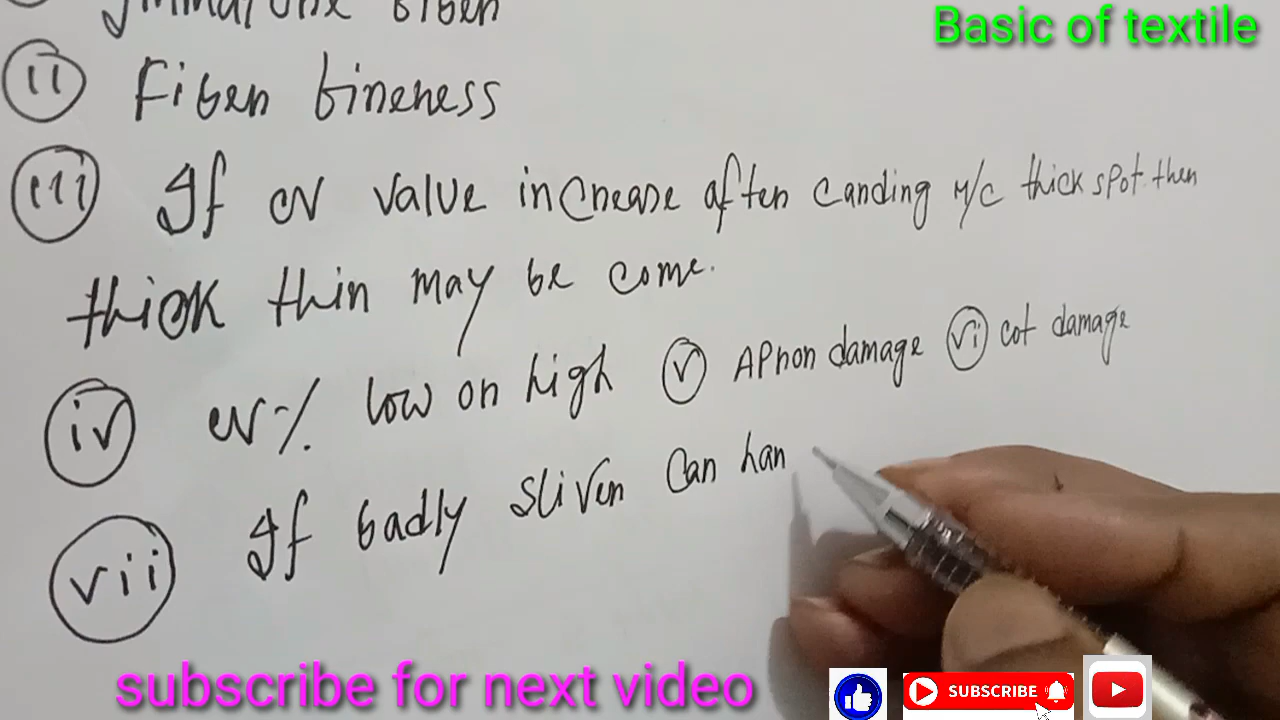 Basic of textile
Immature fiber
ii Fiber fineness
iii If cv value increase after carding m/c thick spot then
thick thin may be come.
iv cv% low or high v Apron damage vi cot damage
vii If badly sliver can han
subscribe for next video
SUBSCRIBE